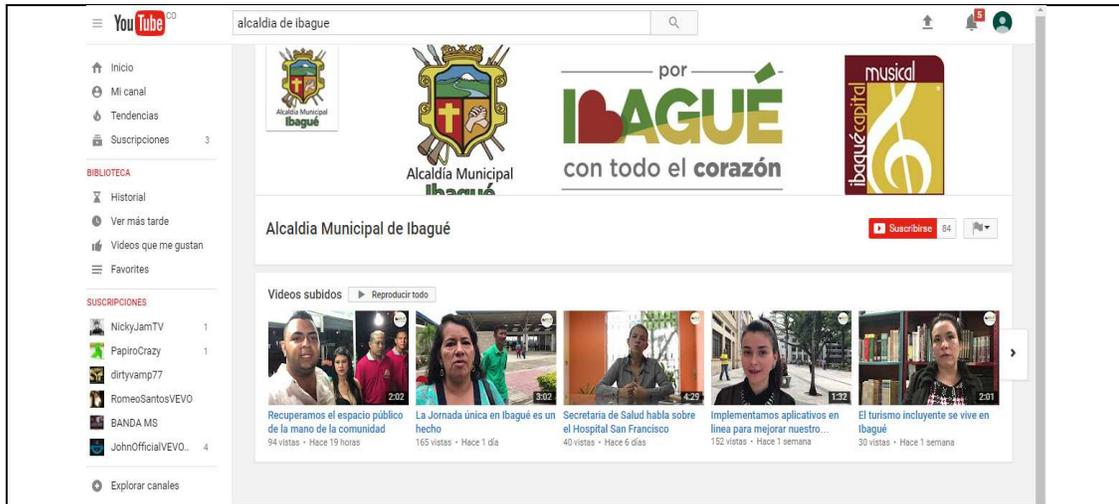 YouTube CO
alcaldia de ibague
5
Inicio
Mi canal
Tendencias
Suscripciones 3
BIBLIOTECA
Historial
Ver más tarde
Videos que me gustan
Favorites
SUSCRIPCIONES
NickyJamTV 1
PapiroCrazy 1
dirtyvamp77
RomeoSantosVEVO
BANDA MS
JohnOfficialVEVO.. 4
Explorar canales
Alcaldía Municipal
Ibagué
Alcaldía Municipal
Ibagué
por
IBAGUÉ
con todo el corazón
musical
ibaguécapital
Alcaldia Municipal de Ibagué
Suscribirse 84
Videos subidos Reproducir todo
2:02
3:02
4:29
1:32
2:01
Recuperamos el espacio público
de la mano de la comunidad
94 vistas • Hace 19 horas
La Jornada única en Ibagué es un
hecho
165 vistas • Hace 1 día
Secretaria de Salud habla sobre
el Hospital San Francisco
40 vistas • Hace 6 días
Implementamos aplicativos en
linea para mejorar nuestro...
152 vistas • Hace 1 semana
El turismo incluyente se vive en
Ibagué
30 vistas • Hace 1 semana